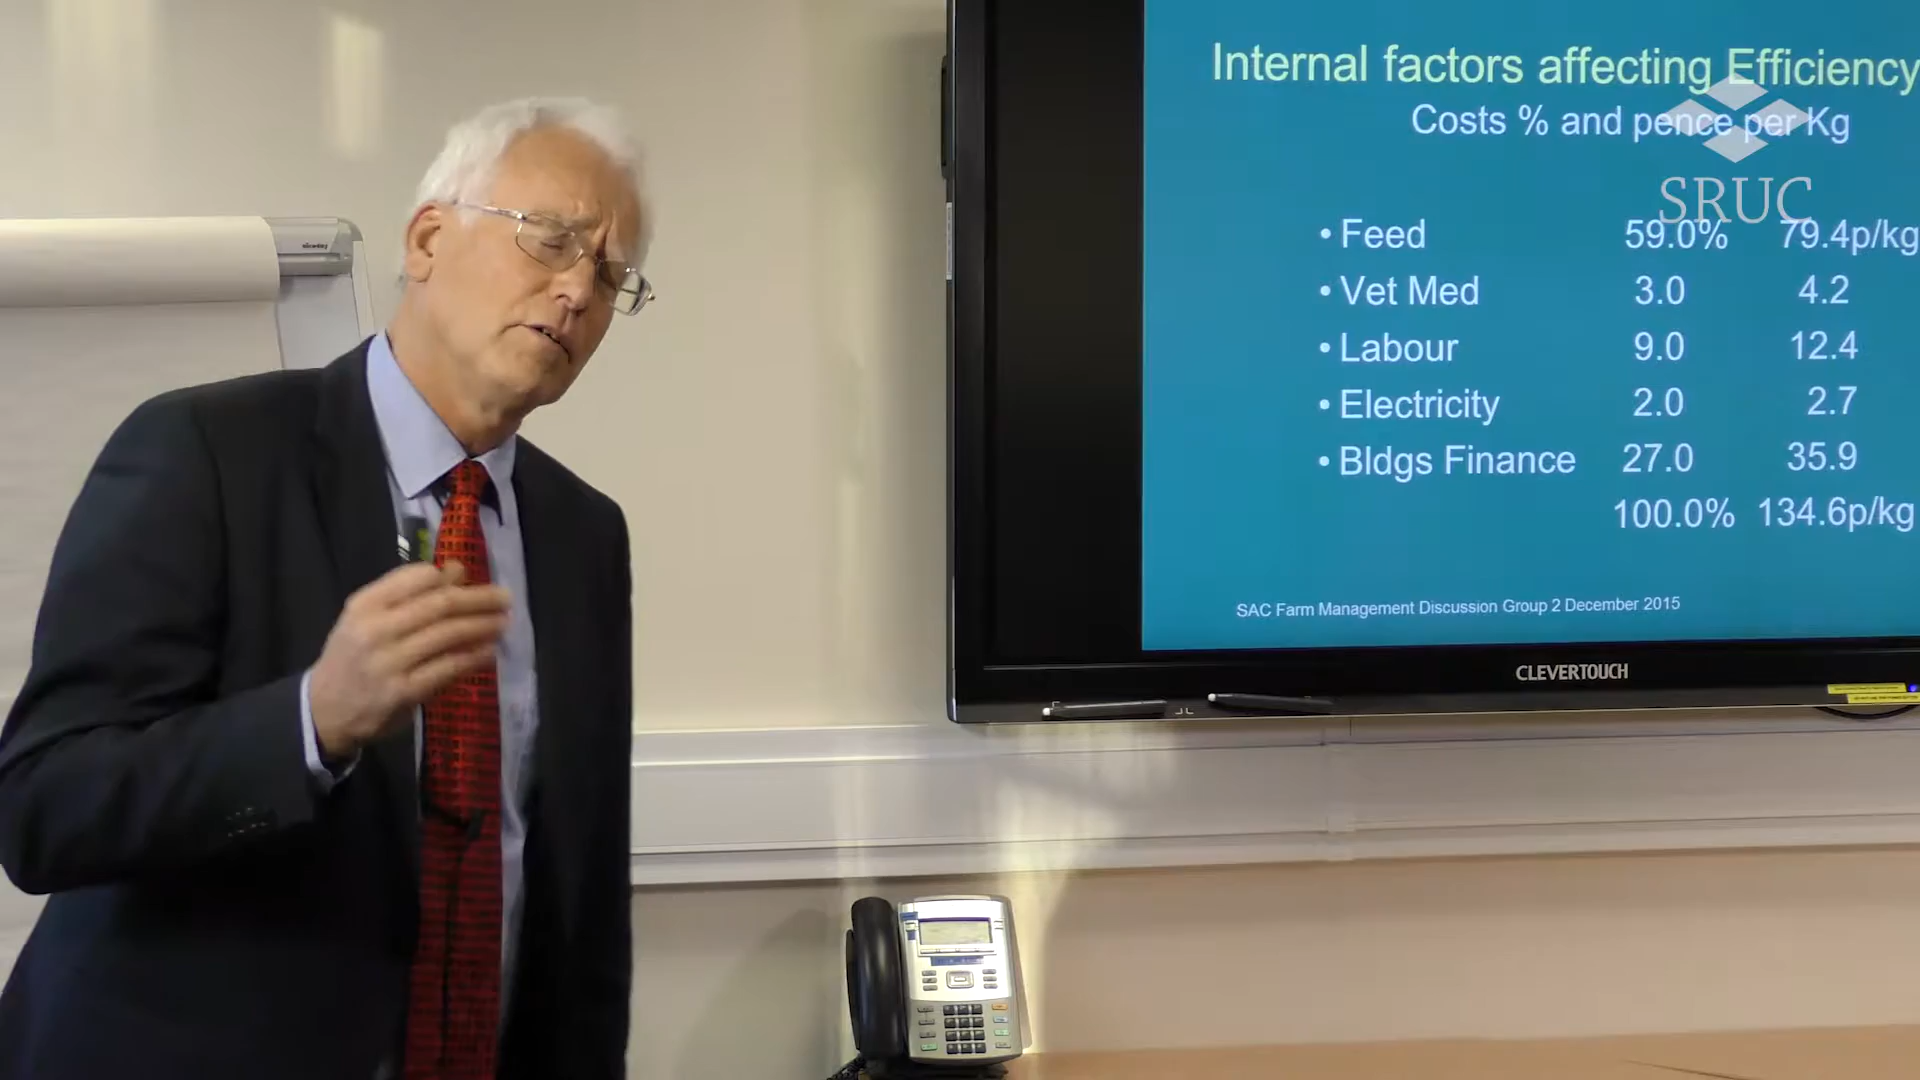 Internal factors affecting Efficiency
Costs % and pence per Kg
SRUC
• Feed 59.0% 79.4p/kg
• Vet Med 3.0 4.2
• Labour 9.0 12.4
• Electricity 2.0 2.7
• Bldgs Finance 27.0 35.9
100.0% 134.6p/kg
SAC Farm Management Discussion Group 2 December 2015
CLEVERTOUCH
niceday